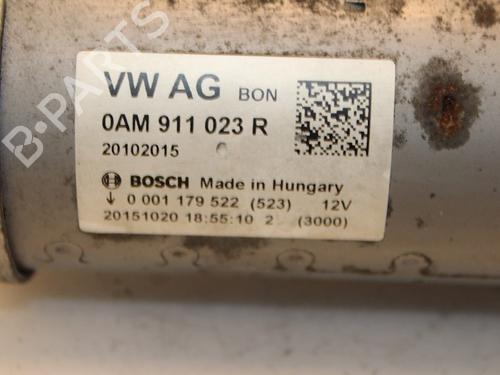 B-PARTS
VW AG BON
0AM 911 023 R
20102015
BOSCH Made in Hungary
↓ 0 001 179 522 (523) 12V
20151020 18:55:10 2 (3000)